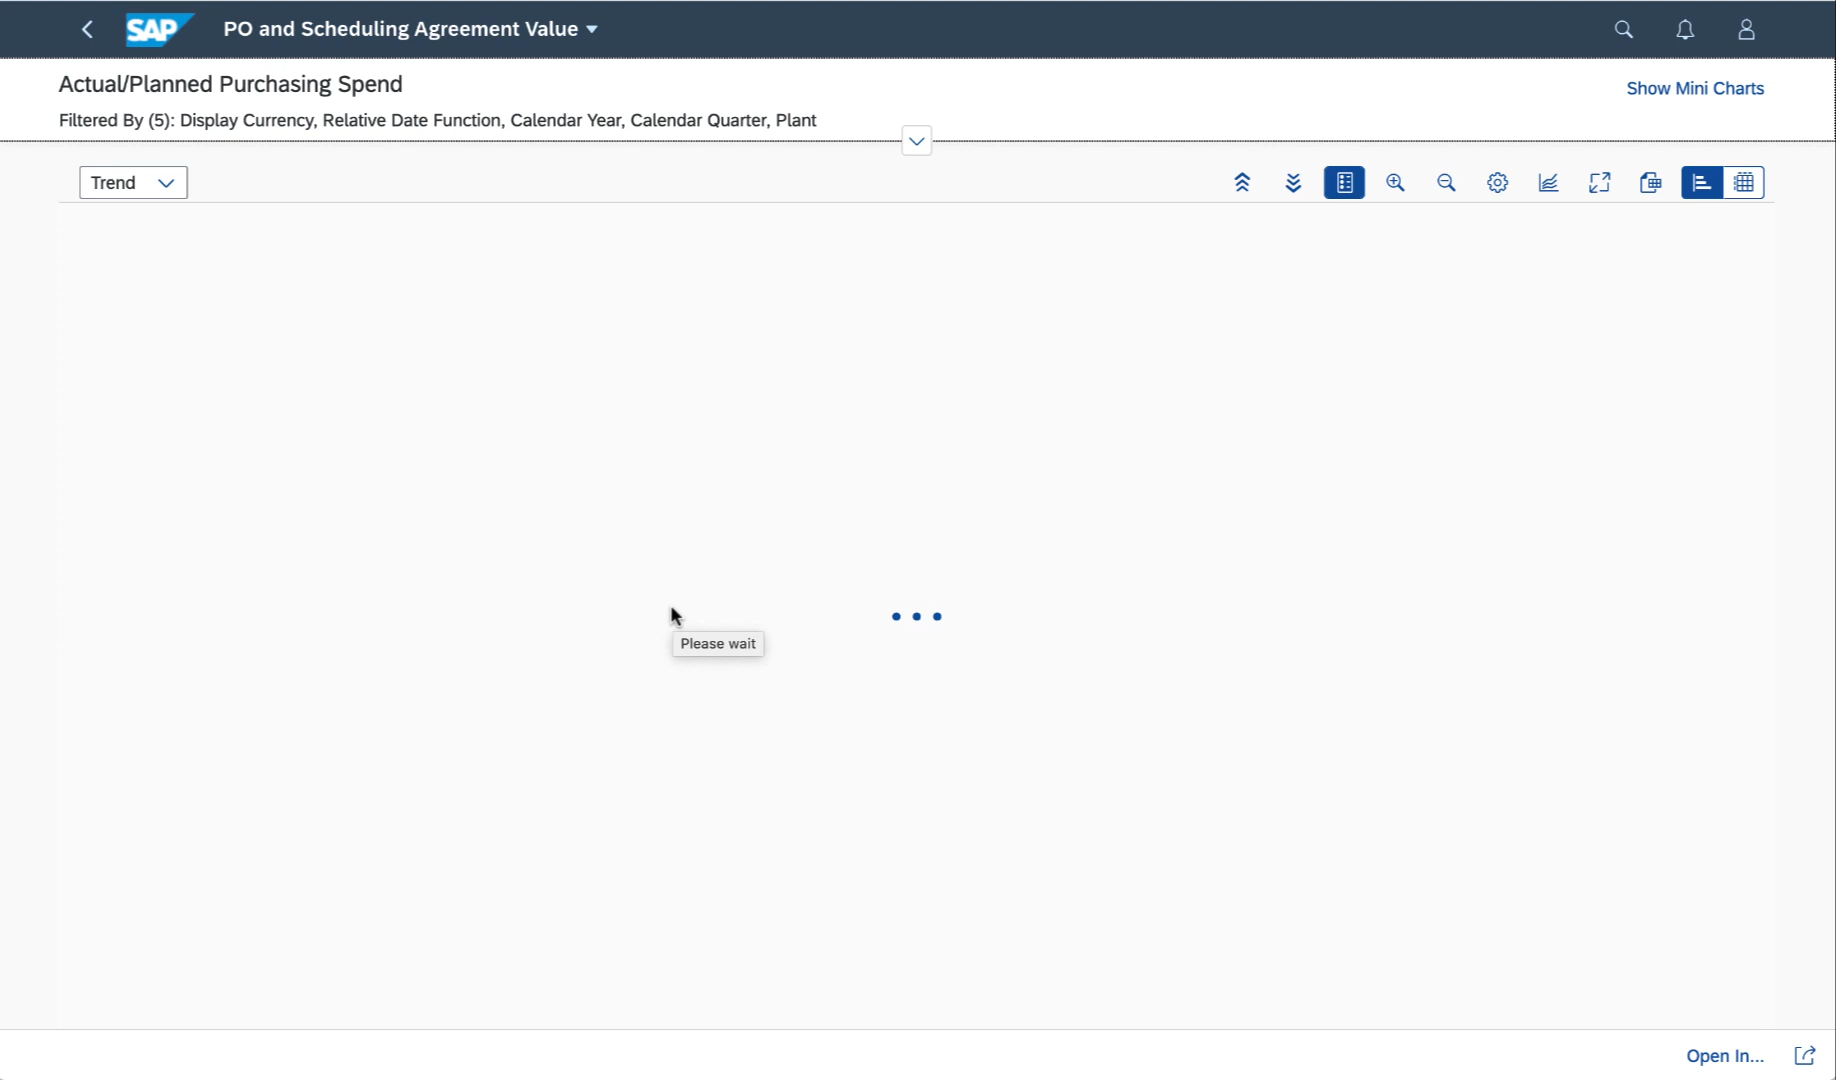 SAP PO and Scheduling Agreement Value
Actual/Planned Purchasing Spend
Show Mini Charts
Filtered By (5): Display Currency, Relative Date Function, Calendar Year, Calendar Quarter, Plant
Trend
Please wait
Open In...